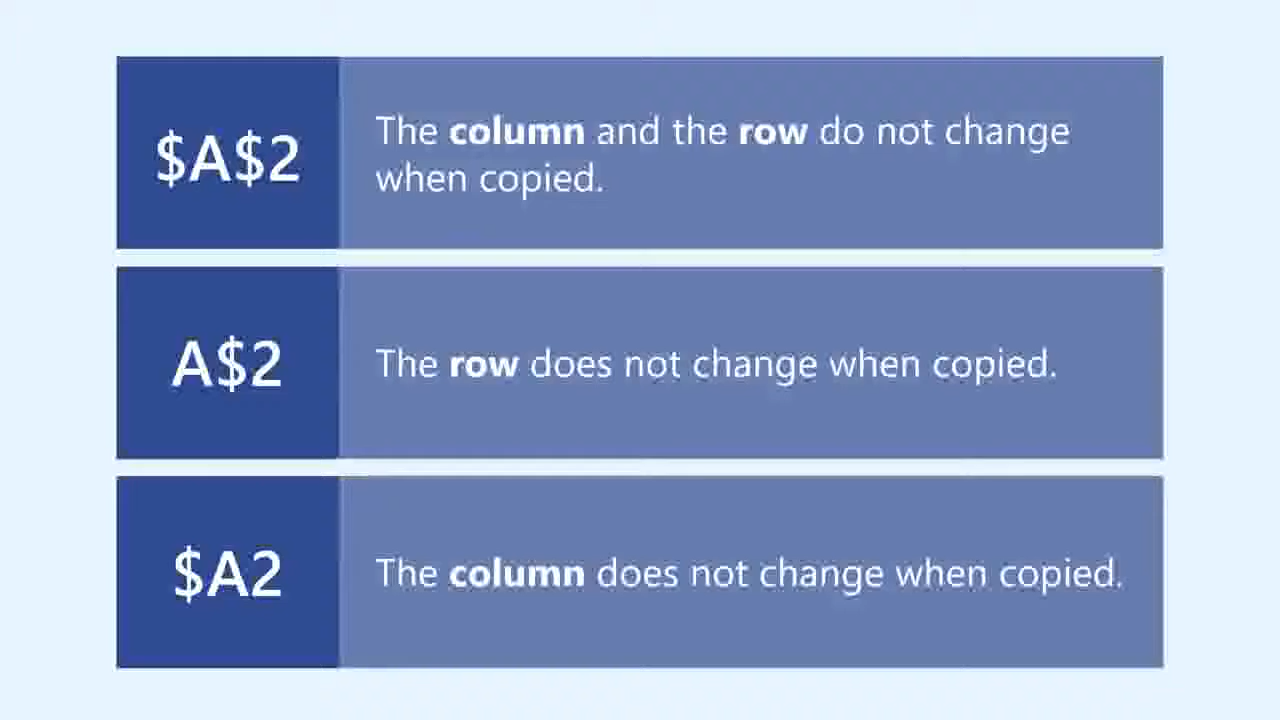 $A$2
The column and the row do not change
when copied.
A$2
The row does not change when copied.
$A2
The column does not change when copied.